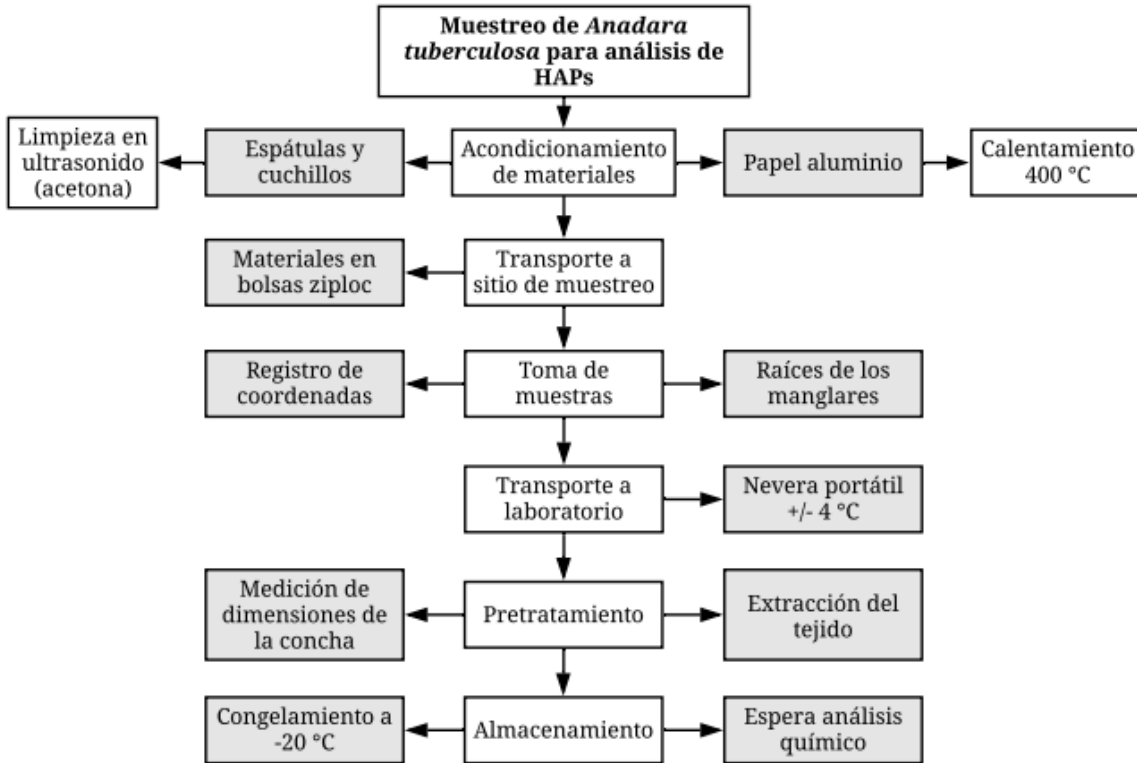 Muestreo de Anadara
tuberculosa para análisis de
HAPs
Limpieza en
ultrasonido
(acetona)
Espátulas y
cuchillos
Acondicionamiento
de materiales
Papel aluminio
Calentamiento
400 °C
Materiales en
bolsas ziploc
Transporte a
sitio de muestreo
Registro de
coordenadas
Toma de
muestras
Raíces de los
manglares
Transporte a
laboratorio
Nevera portátil
+/- 4 °C
Medición de
dimensiones de
la concha
Pretratamiento
Extracción del
tejido
Congelamiento a
-20 °C
Almacenamiento
Espera análisis
químico